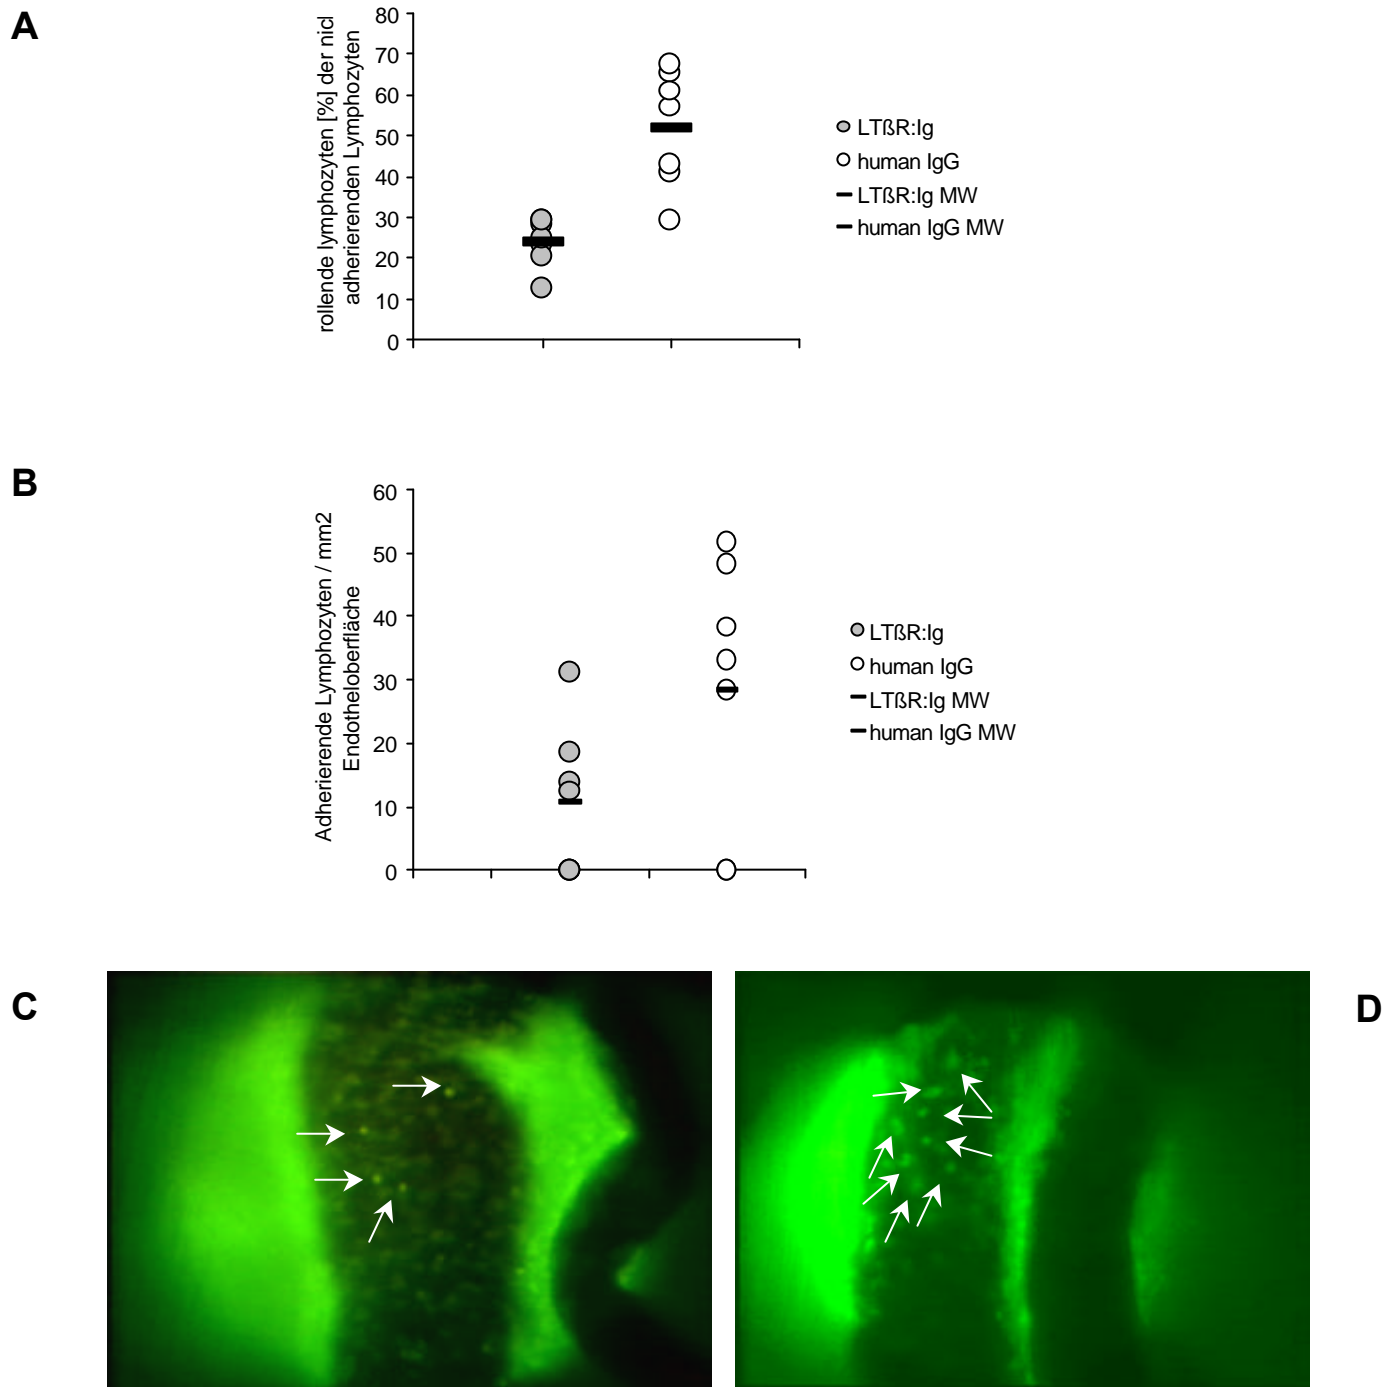 A
80
70
60
50
40
30
20
10
0
rollende lymphozyten [%] der nicl
adherierenden Lymphozyten
LTßR:Ig
human IgG
LTßR:Ig MW
human IgG MW
B
60
50
40
30
20
10
0
Adherierende Lymphozyten / mm2
Endotheloberfläche
LTßR:Ig
human IgG
LTßR:Ig MW
human IgG MW
C
D